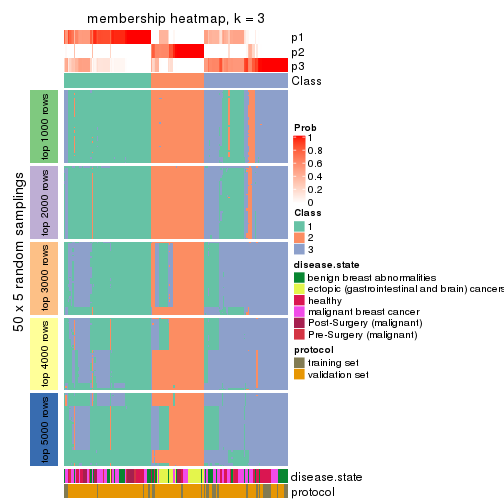 membership heatmap, k = 3
p1
p2
p3
Class
50 x 5 random samplings
top 1000 rows
top 2000 rows
top 3000 rows
top 4000 rows
top 5000 rows
Prob
1
0.8
0.6
0.4
0.2
0
Class
1
2
3
disease.state
benign breast abnormalities
ectopic (gastrointestinal and brain) cancers
healthy
malignant breast cancer
Post-Surgery (malignant)
Pre-Surgery (malignant)
protocol
training set
validation set
disease.state
protocol